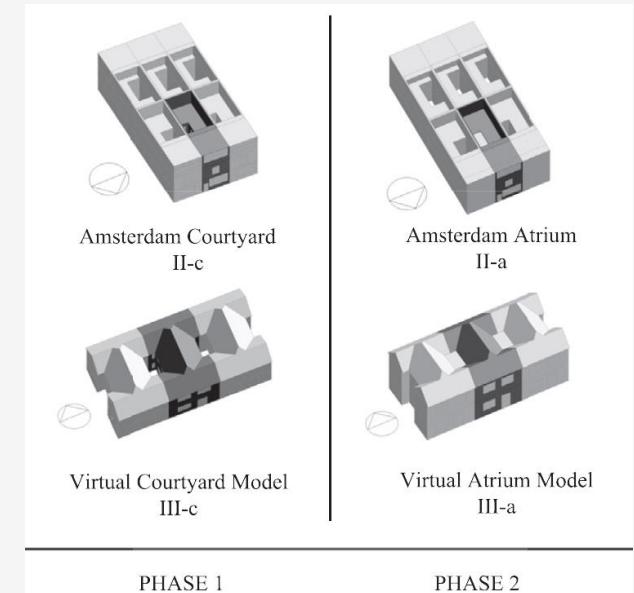 Amsterdam Courtyard
II-c
Amsterdam Atrium
II-a
Virtual Courtyard Model
III-c
Virtual Atrium Model
III-a
PHASE 1
PHASE 2